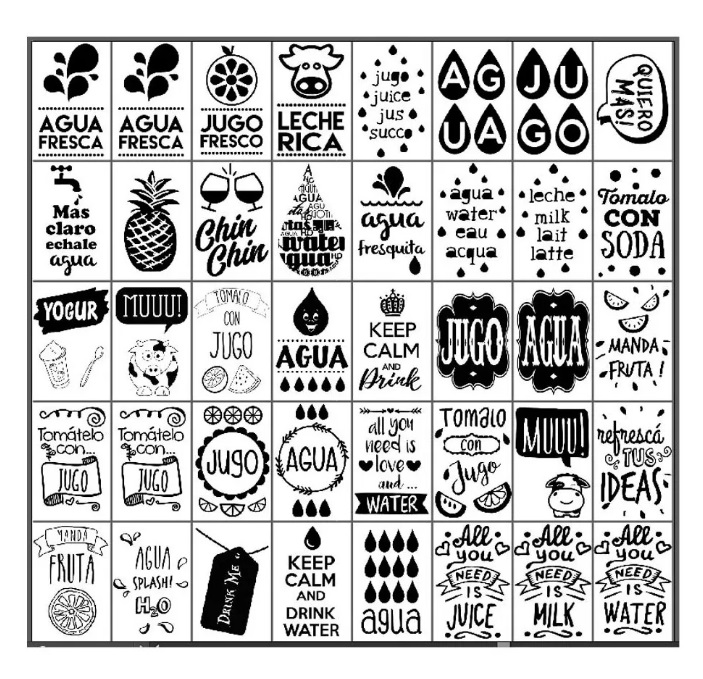 AGUA
FRESCA
AGUA
FRESCA
JUGO
FRESCO
LECHE
RICA
jugo
juice
jus
succo
AG
UA
JU
GO
QUIERO
MAS!
Mas
claro
echale
agua
Chin
Chin
AGUA
water
agua
fresquita
agua
water
eau
acqua
leche
milk
lait
latte
Tomalo
CON
SODA
YOGUR
MUUU!
TOMALO
CON
JUGO
AGUA
KEEP
CALM
AND
Drink
JUGO
AGUA
MANDA
FRUTA!
Tomátelo
con...
JUGO
Tomátelo
con...
JUGO
Jugo
AGUA
all you
need is
love
and ...
WATER
TOMALO
con
Jugo
MUUU!
refrescá
TUS
IDEAS
MANDA
FRUTA
AGUA
SPLASH!
H2O
DRINK ME
KEEP
CALM
AND
DRINK
WATER
agua
All
you
NEED
IS
JUICE
All
you
NEED
IS
MILK
All
you
NEED
IS
WATER